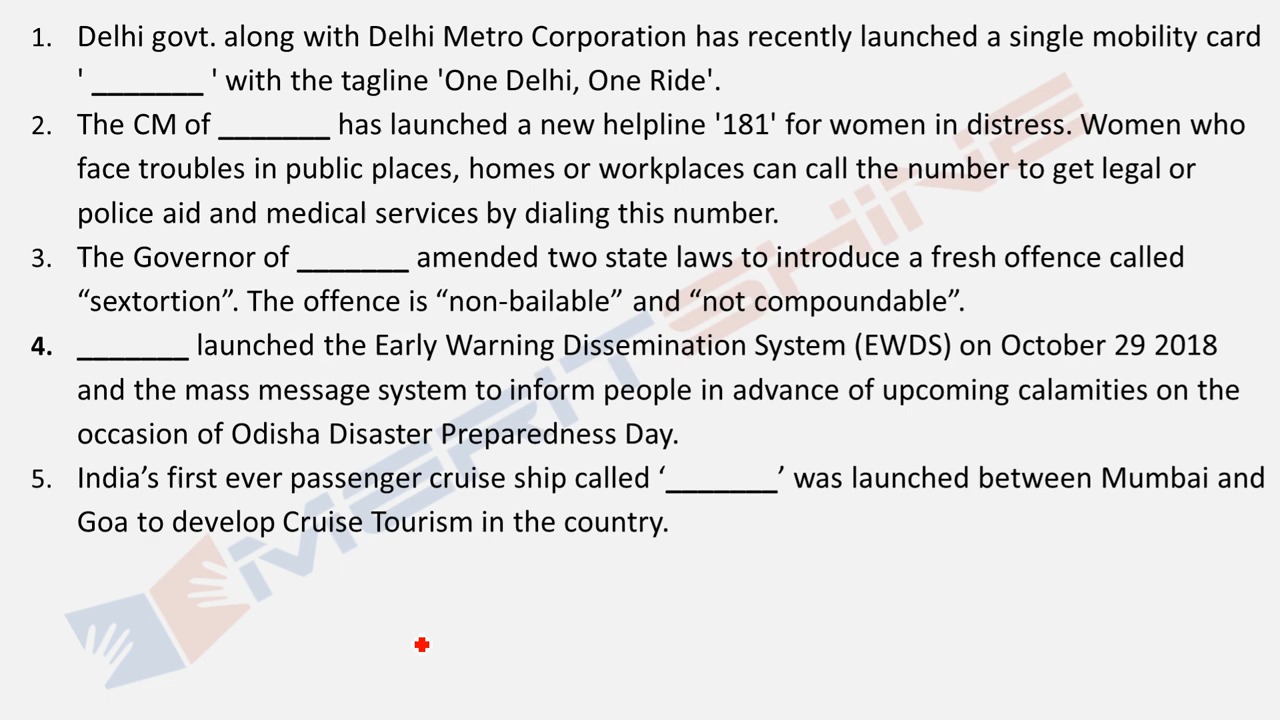 1. Delhi govt. along with Delhi Metro Corporation has recently launched a single mobility card
' _______ ' with the tagline 'One Delhi, One Ride'.
2. The CM of _______ has launched a new helpline '181' for women in distress. Women who
face troubles in public places, homes or workplaces can call the number to get legal or
police aid and medical services by dialing this number.
3. The Governor of _______ amended two state laws to introduce a fresh offence called
“sextortion”. The offence is “non-bailable” and “not compoundable”.
4. _______ launched the Early Warning Dissemination System (EWDS) on October 29 2018
and the mass message system to inform people in advance of upcoming calamities on the
occasion of Odisha Disaster Preparedness Day.
5. India’s first ever passenger cruise ship called ‘_______’ was launched between Mumbai and
Goa to develop Cruise Tourism in the country.
MERITSHINE